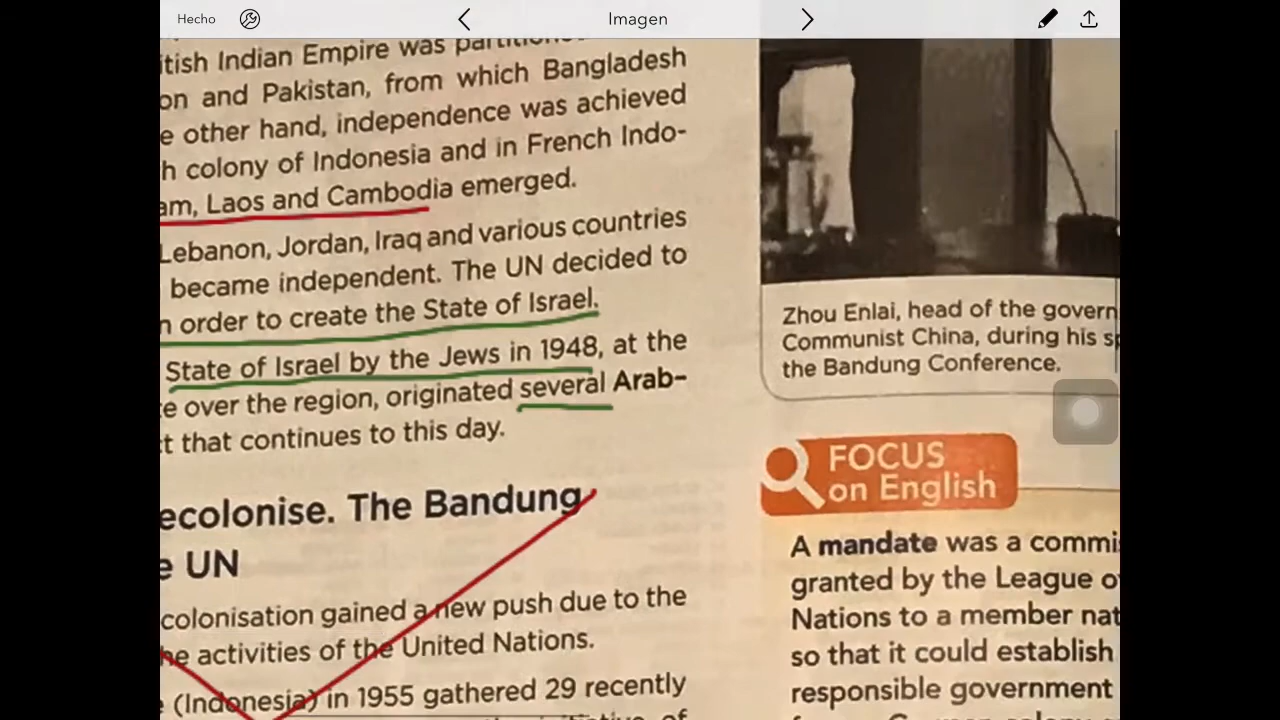 Hecho
Imagen
itish Indian Empire was partitione
on and Pakistan, from which Bangladesh
e other hand, independence was achieved
h colony of Indonesia and in French Indo-
am, Laos and Cambodia emerged.
Lebanon, Jordan, Iraq and various countries
became independent. The UN decided to
n order to create the State of Israel.
State of Israel by the Jews in 1948, at the
e over the region, originated several Arab-
t that continues to this day.
ecolonise. The Bandung
e UN
colonisation gained a new push due to the
he activities of the United Nations.
(Indonesia) in 1955 gathered 29 recently
of
Zhou Enlai, head of the govern
Communist China, during his sp
the Bandung Conference.
FOCUS
on English
A mandate was a commi
granted by the League o
Nations to a member nat
so that it could establish
responsible government